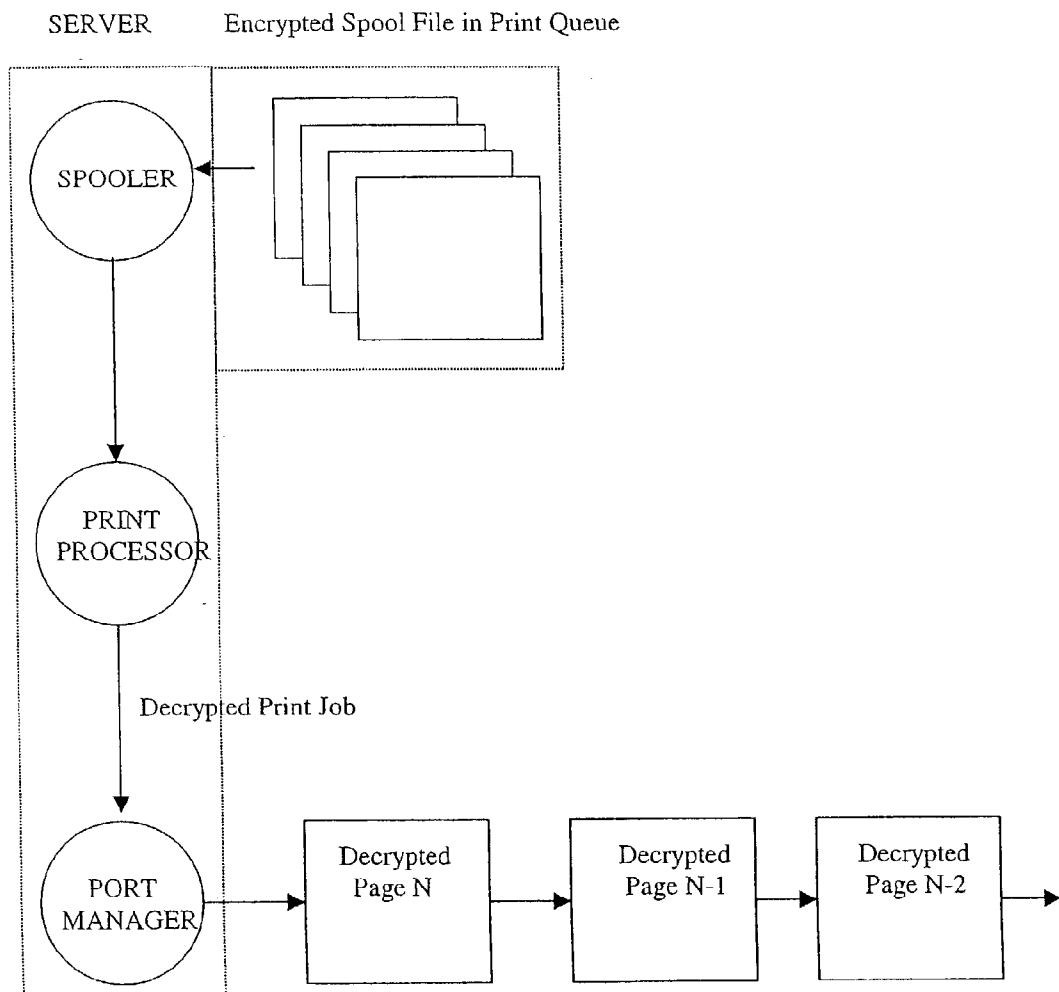 SERVER
Encrypted Spool File in Print Queue
SPOOLER
PRINT
PROCESSOR
Decrypted Print Job
PORT
MANAGER
Decrypted
Page N
Decrypted
Page N-1
Decrypted
Page N-2